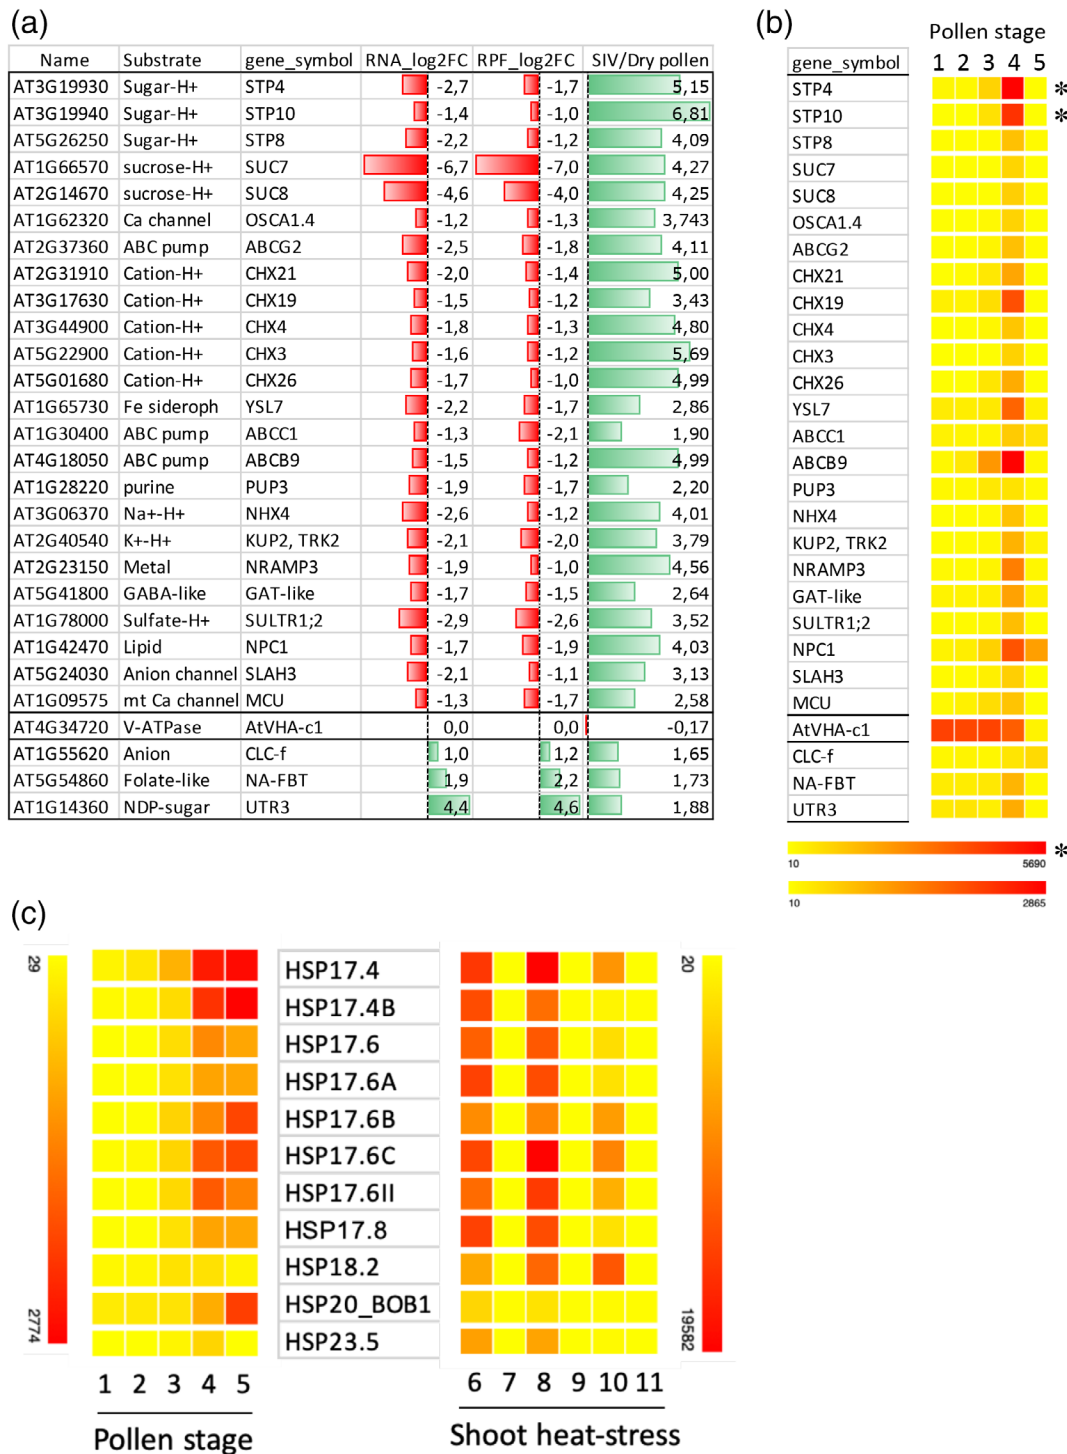 (a)
Name Substrate gene_symbol RNA_log2FC RPF_log2FC SIV/Dry pollen
AT3G19930 Sugar-H+ STP4 -2,7 -1,7 5,15
AT3G19940 Sugar-H+ STP10 -1,4 -1,0 6,81
AT5G26250 Sugar-H+ STP8 -2,2 -1,2 4,09
AT1G66570 sucrose-H+ SUC7 -6,7 -7,0 4,27
AT2G14670 sucrose-H+ SUC8 -4,6 -4,0 4,25
AT1G62320 Ca channel OSCA1.4 -1,2 -1,3 3,743
AT2G37360 ABC pump ABCG2 -2,5 -1,8 4,11
AT2G31910 Cation-H+ CHX21 -2,0 -1,4 5,00
AT3G17630 Cation-H+ CHX19 -1,5 -1,2 3,43
AT3G44900 Cation-H+ CHX4 -1,8 -1,3 4,80
AT5G22900 Cation-H+ CHX3 -1,6 -1,2 5,69
AT5G01680 Cation-H+ CHX26 -1,7 -1,0 4,99
AT1G65730 Fe sideroph YSL7 -2,2 -1,7 2,86
AT1G30400 ABC pump ABCC1 -1,3 -2,1 1,90
AT4G18050 ABC pump ABCB9 -1,5 -1,2 4,99
AT1G28220 purine PUP3 -1,9 -1,7 2,20
AT3G06370 Na+-H+ NHX4 -2,6 -1,2 4,01
AT2G40540 K+-H+ KUP2, TRK2 -2,1 -2,0 3,79
AT2G23150 Metal NRAMP3 -1,9 -1,0 4,56
AT5G41800 GABA-like GAT-like -1,7 -1,5 2,64
AT1G78000 Sulfate-H+ SULTR1;2 -2,9 -2,6 3,52
AT1G42470 Lipid NPC1 -1,7 -1,9 4,03
AT5G24030 Anion channel SLAH3 -2,1 -1,1 3,13
AT1G09575 mt Ca channel MCU -1,3 -1,7 2,58
AT4G34720 V-ATPase AtVHA-c1 0,0 0,0 -0,17
AT1G55620 Anion CLC-f 1,0 1,2 1,65
AT5G54860 Folate-like NA-FBT 1,9 2,2 1,73
AT1G14360 NDP-sugar UTR3 4,4 4,6 1,88
(b)
Pollen stage
gene_symbol 1 2 3 4 5
STP4 *
STP10 *
STP8
SUC7
SUC8
OSCA1.4
ABCG2
CHX21
CHX19
CHX4
CHX3
CHX26
YSL7
ABCC1
ABCB9
PUP3
NHX4
KUP2, TRK2
NRAMP3
GAT-like
SULTR1;2
NPC1
SLAH3
MCU
AtVHA-c1
CLC-f
NA-FBT
UTR3
10 5690 *
10 2865
(c)
29
2774
HSP17.4
HSP17.4B
HSP17.6
HSP17.6A
HSP17.6B
HSP17.6C
HSP17.6II
HSP17.8
HSP18.2
HSP20_BOB1
HSP23.5
20
19582
1 2 3 4 5
Pollen stage
6 7 8 9 10 11
Shoot heat-stress